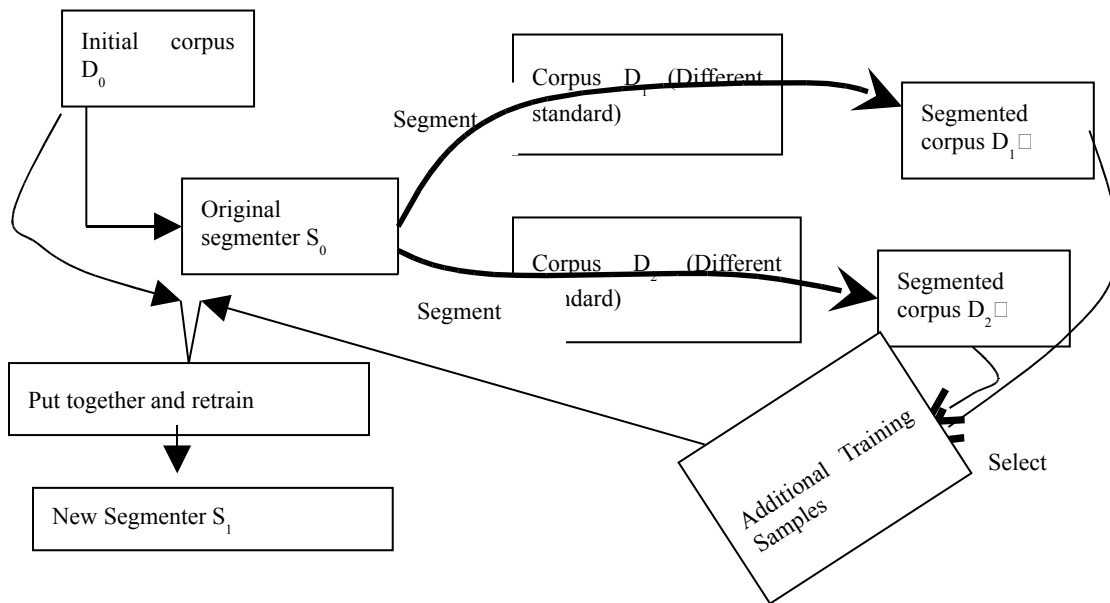 Initial corpus
D₀
Corpus D₁ (Different
standard)
Segment
Segmented
corpus D₁□
Original
segmenter S₀
Corpus D₂ (Different
ndard)
Segment
Segmented
corpus D₂□
Put together and retrain
Additional Training
Samples
Select
New Segmenter S₁